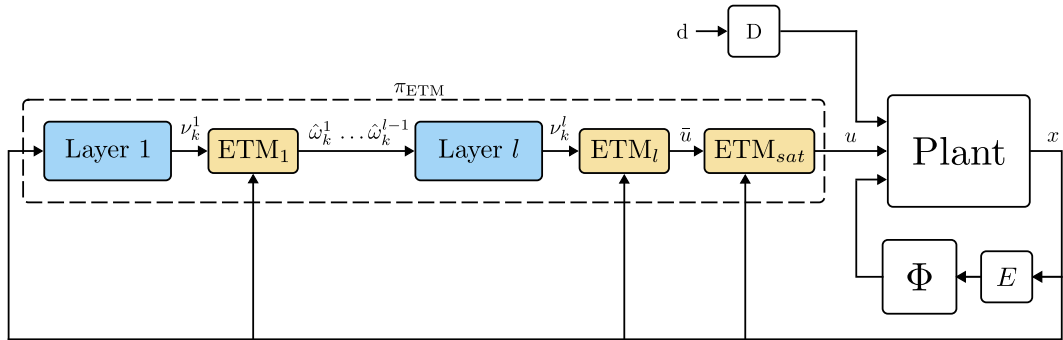 d D
π_ETM
Layer 1 ν_k^1 ETM_1 ω̂_k^1 … ω̂_k^{l-1} Layer l ν_k^l ETM_l ū ETM_sat u Plant x
Φ E